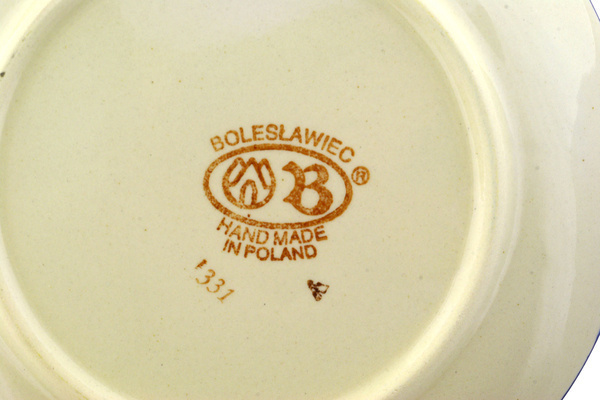 BOLESŁAWIEC
B ®
HAND MADE
IN POLAND
1331